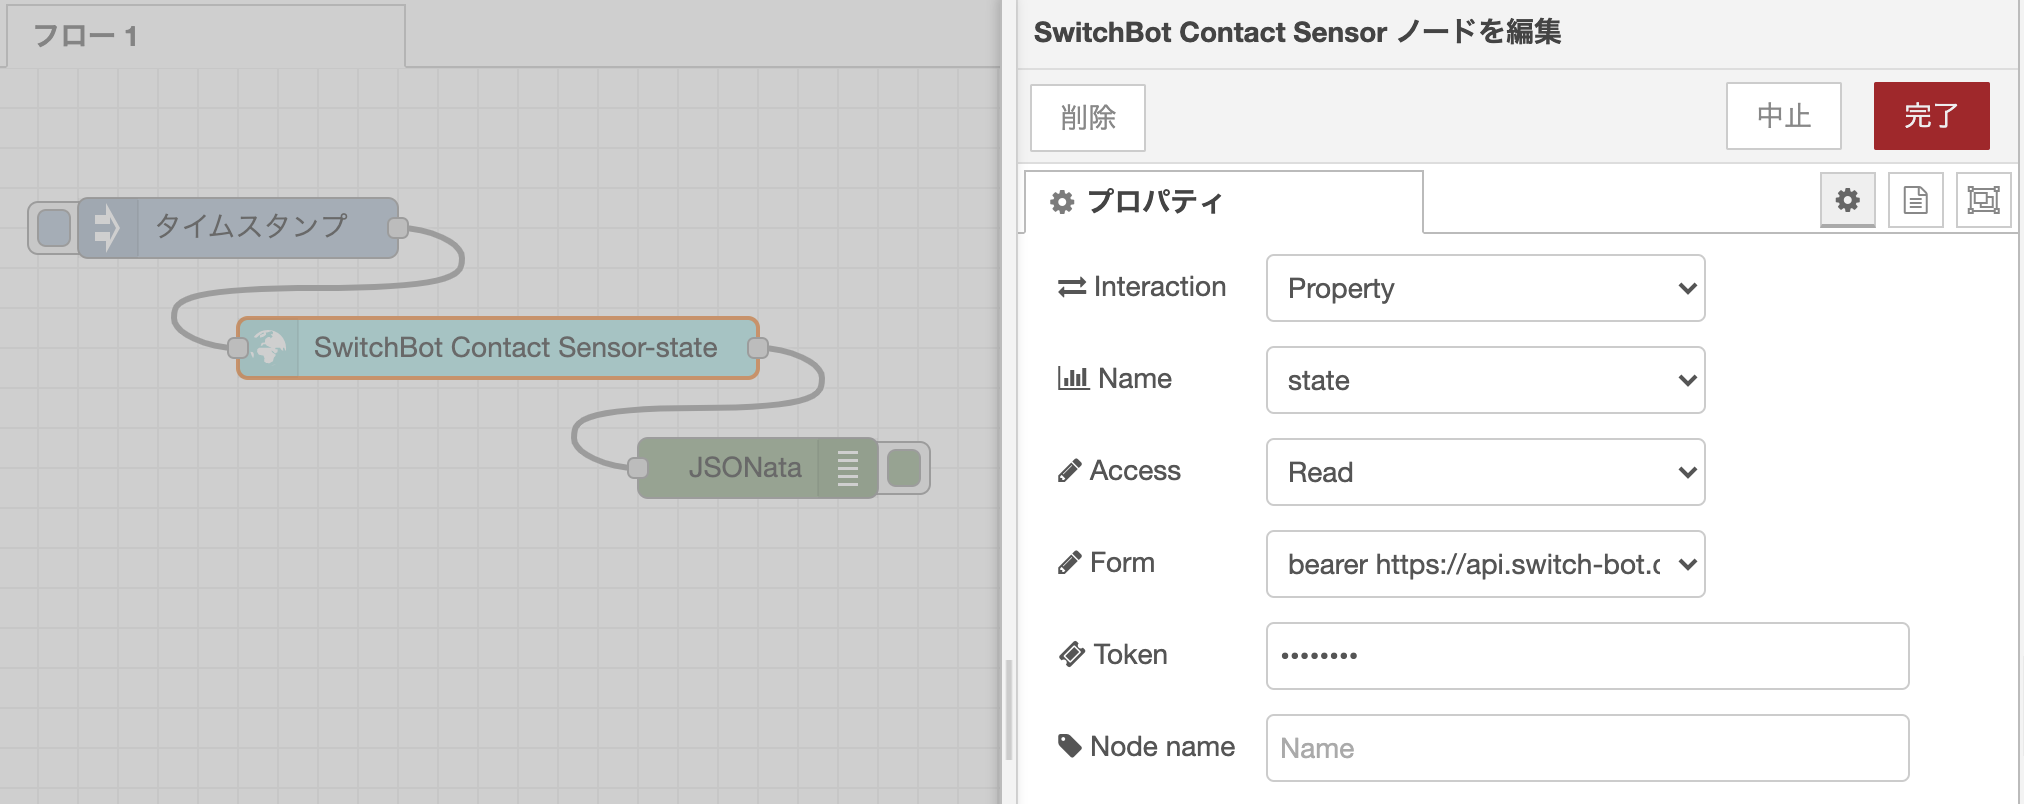 フロー 1
タイムスタンプ
SwitchBot Contact Sensor-state
JSONata
SwitchBot Contact Sensor ノードを編集
削除
中止
完了
プロパティ
Interaction
Property
Name
state
Access
Read
Form
bearer https://api.switch-bot.c
Token
••••••••
Node name
Name